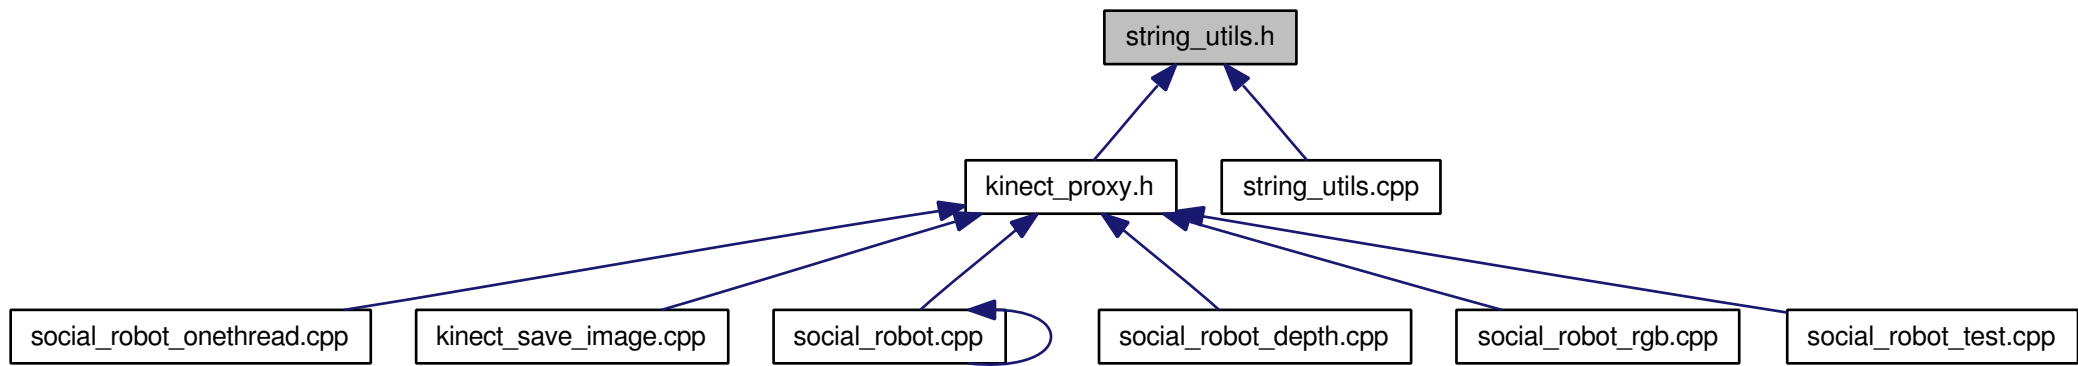 string_utils.h
kinect_proxy.h
string_utils.cpp
social_robot_onethread.cpp
kinect_save_image.cpp
social_robot.cpp
social_robot_depth.cpp
social_robot_rgb.cpp
social_robot_test.cpp